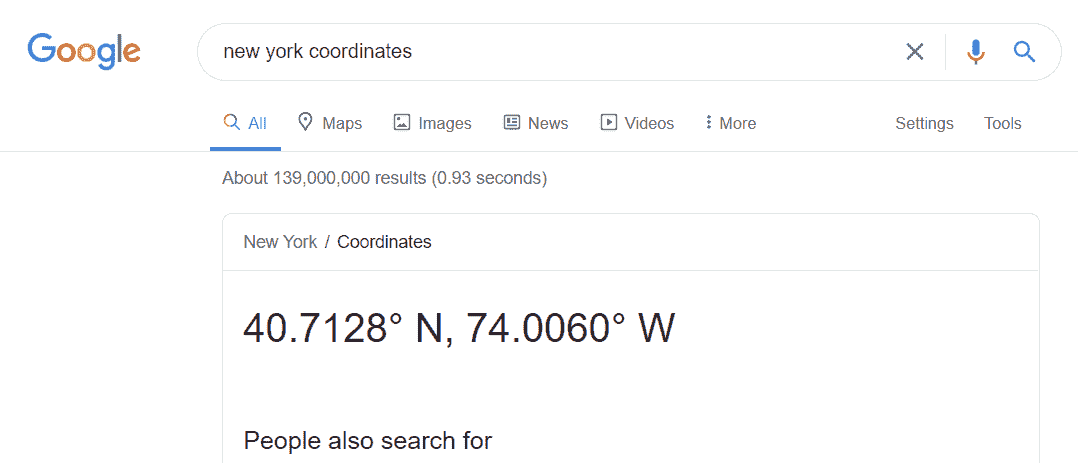 Google new york coordinates
All Maps Images News Videos More Settings Tools
About 139,000,000 results (0.93 seconds)
New York / Coordinates
40.7128° N, 74.0060° W
People also search for